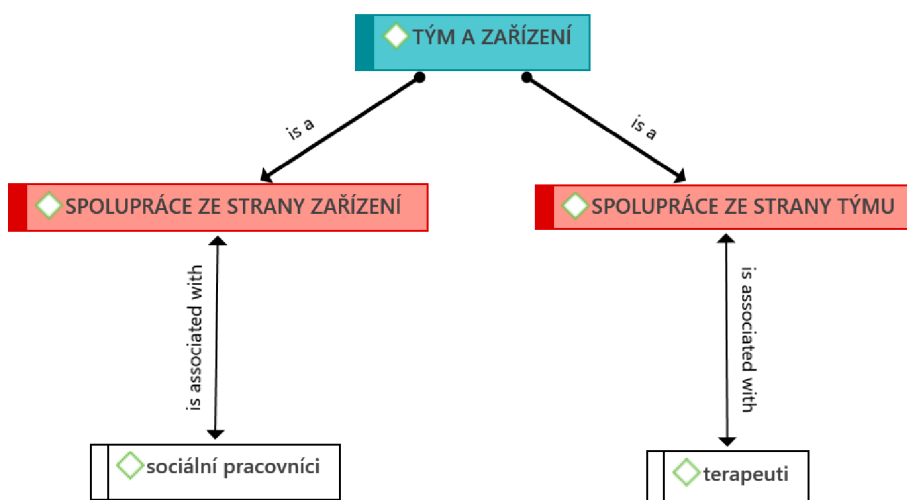 TÝM A ZAŘÍZENÍ
is a
is a
SPOLUPRÁCE ZE STRANY ZAŘÍZENÍ
SPOLUPRÁCE ZE STRANY TÝMU
is associated with
is associated with
sociální pracovníci
terapeuti